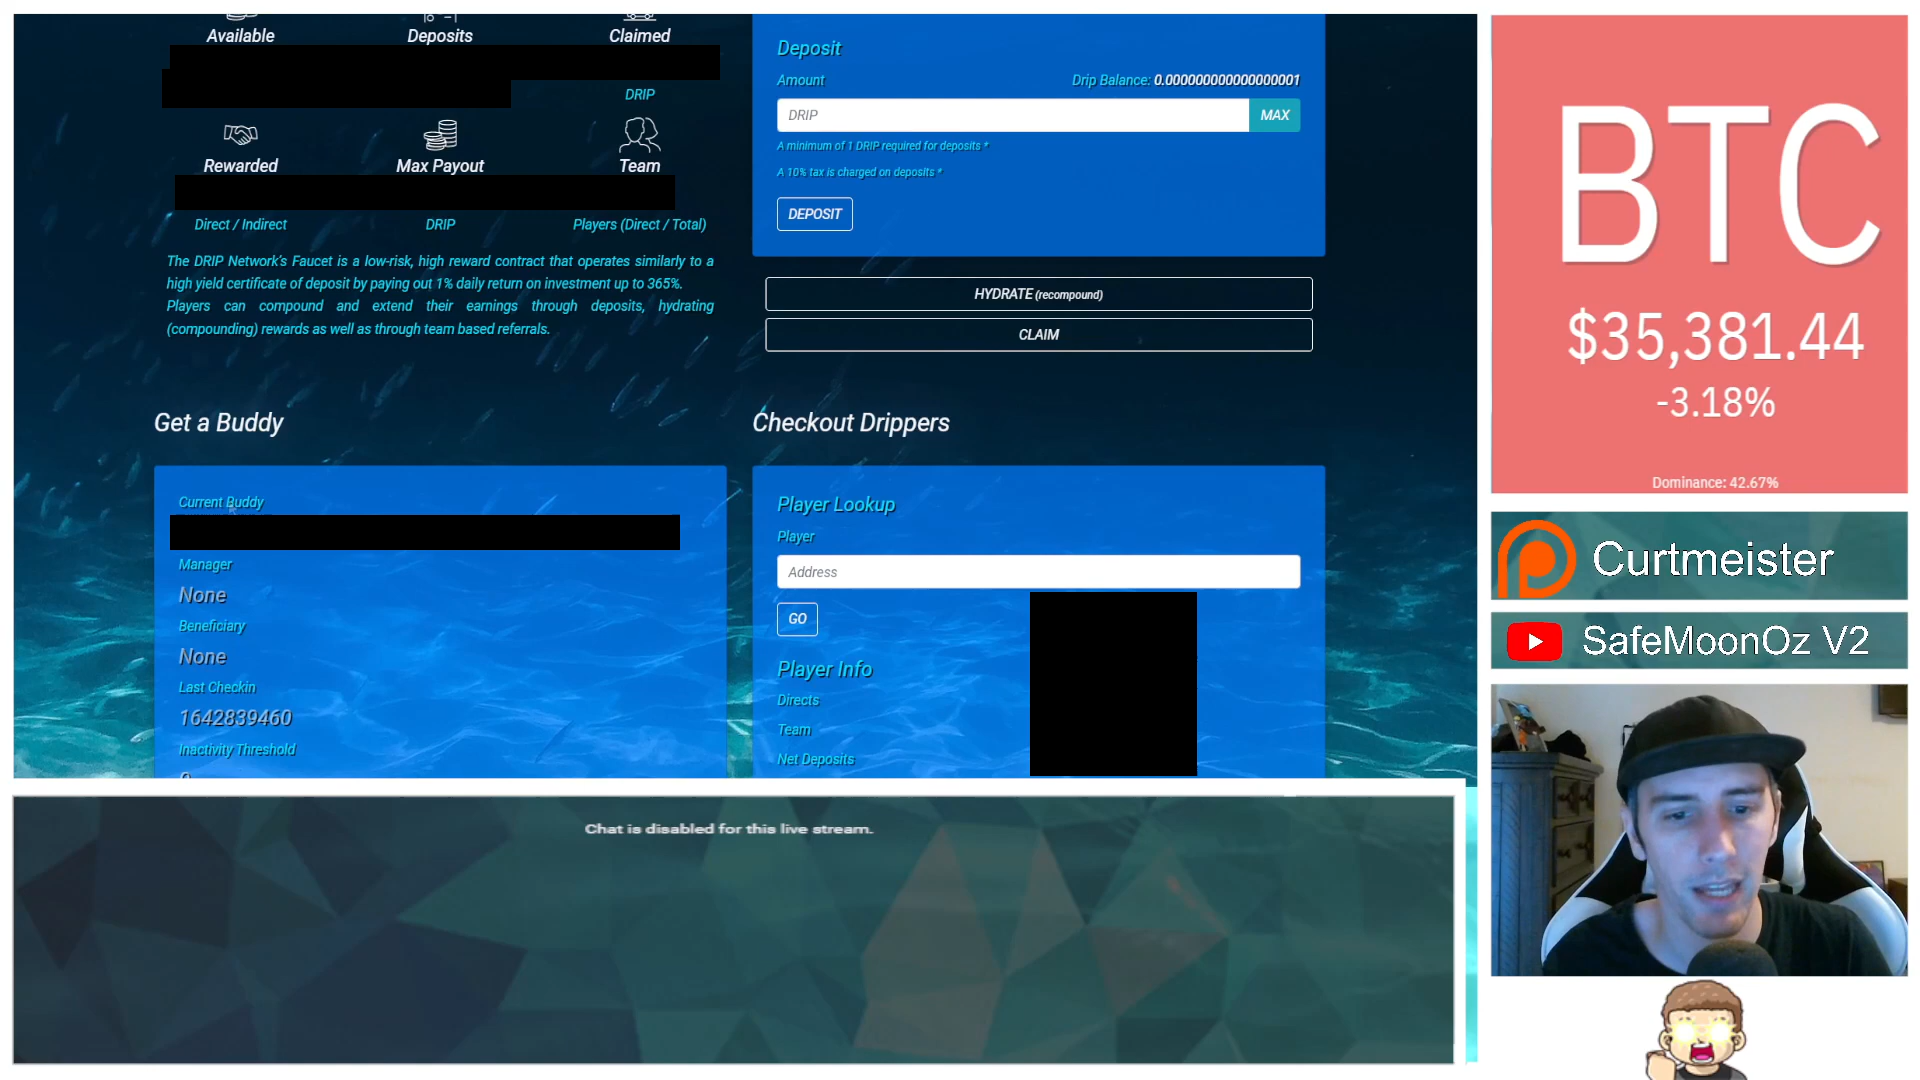 Available Deposits Claimed
DRIP
Rewarded Max Payout Team
Direct / Indirect DRIP Players (Direct / Total)
The DRIP Network's Faucet is a low-risk, high reward contract that operates similarly to a
high yield certificate of deposit by paying out 1% daily return on investment up to 365%.
Players can compound and extend their earnings through deposits, hydrating
(compounding) rewards as well as through team based referrals.
Deposit
Amount Drip Balance: 0.000000000000000001
DRIP MAX
A minimum of 1 DRIP required for deposits *
A 10% tax is charged on deposits *
DEPOSIT
HYDRATE (recompound)
CLAIM
Get a Buddy
Current Buddy
Manager
None
Beneficiary
None
Last Checkin
1642839460
Inactivity Threshold
Checkout Drippers
Player Lookup
Player
Address
GO
Player Info
Directs
Team
Net Deposits
Chat is disabled for this live stream.
BTC
$35,381.44
-3.18%
Dominance: 42.67%
Curtmeister
SafeMoonOz V2